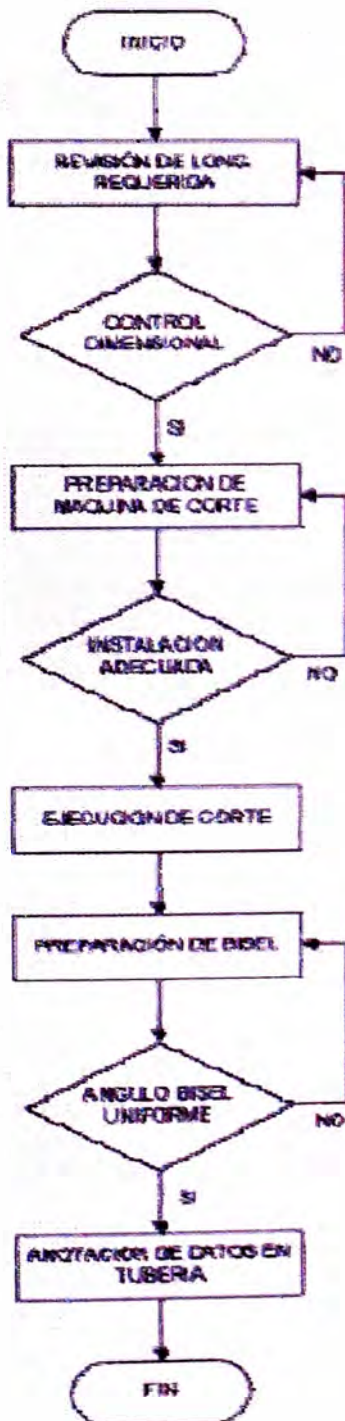 INICIO
REVISIÓN DE LONG.
REQUERIDA
CONTROL
DIMENSIONAL
NO
SI
PREPARACION DE
MAQUINA DE CORTE
INSTALACION
ADECUADA
NO
SI
EJECUCION DE CORTE
PREPARACIÓN DE BISEL
ANGULO BISEL
UNIFORME
NO
SI
ANOTACION DE DATOS EN
TUBERIA
FIN